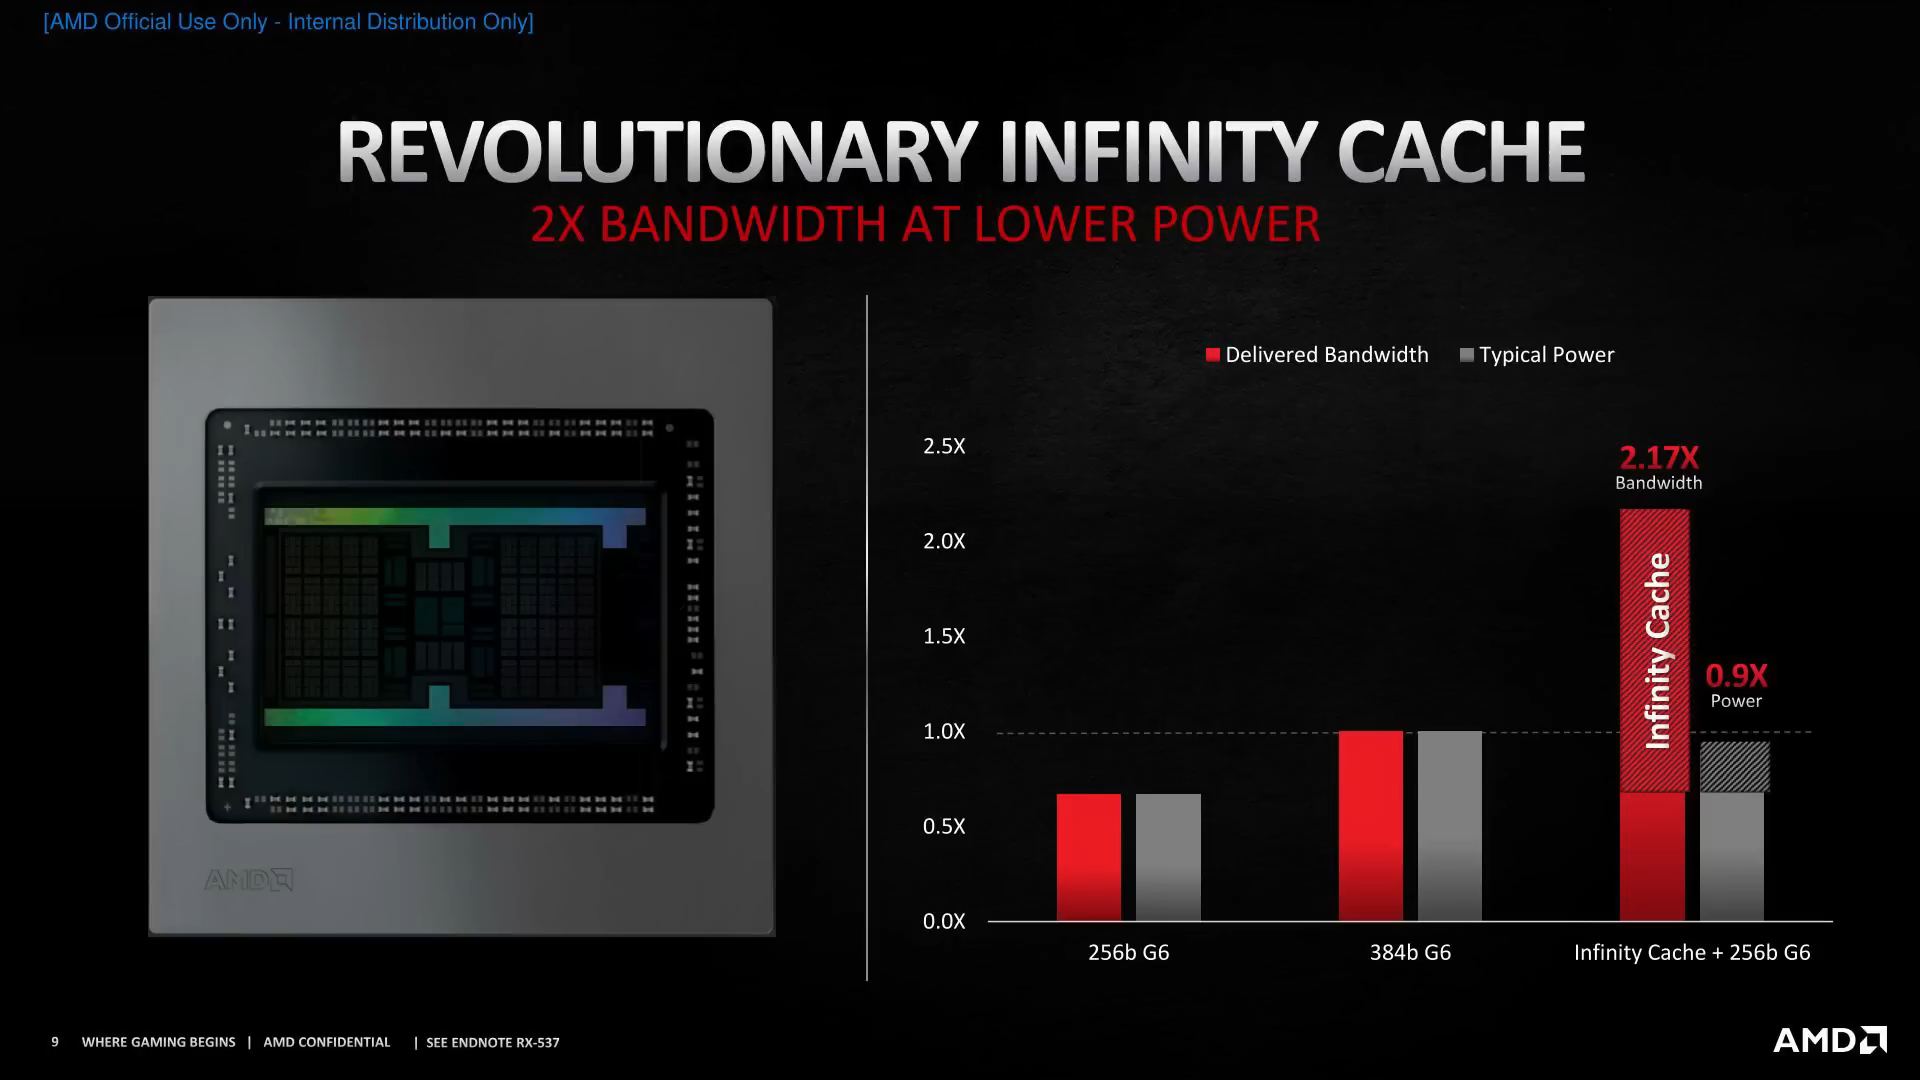 [AMD Official Use Only - Internal Distribution Only]
REVOLUTIONARY INFINITY CACHE
2X BANDWIDTH AT LOWER POWER
AMD
Delivered Bandwidth
Typical Power
2.5X
2.0X
1.5X
1.0X
0.5X
0.0X
2.17X
Bandwidth
Infinity Cache
0.9X
Power
256b G6
384b G6
Infinity Cache + 256b G6
9 WHERE GAMING BEGINS | AMD CONFIDENTIAL | SEE ENDNOTE RX-537
AMD